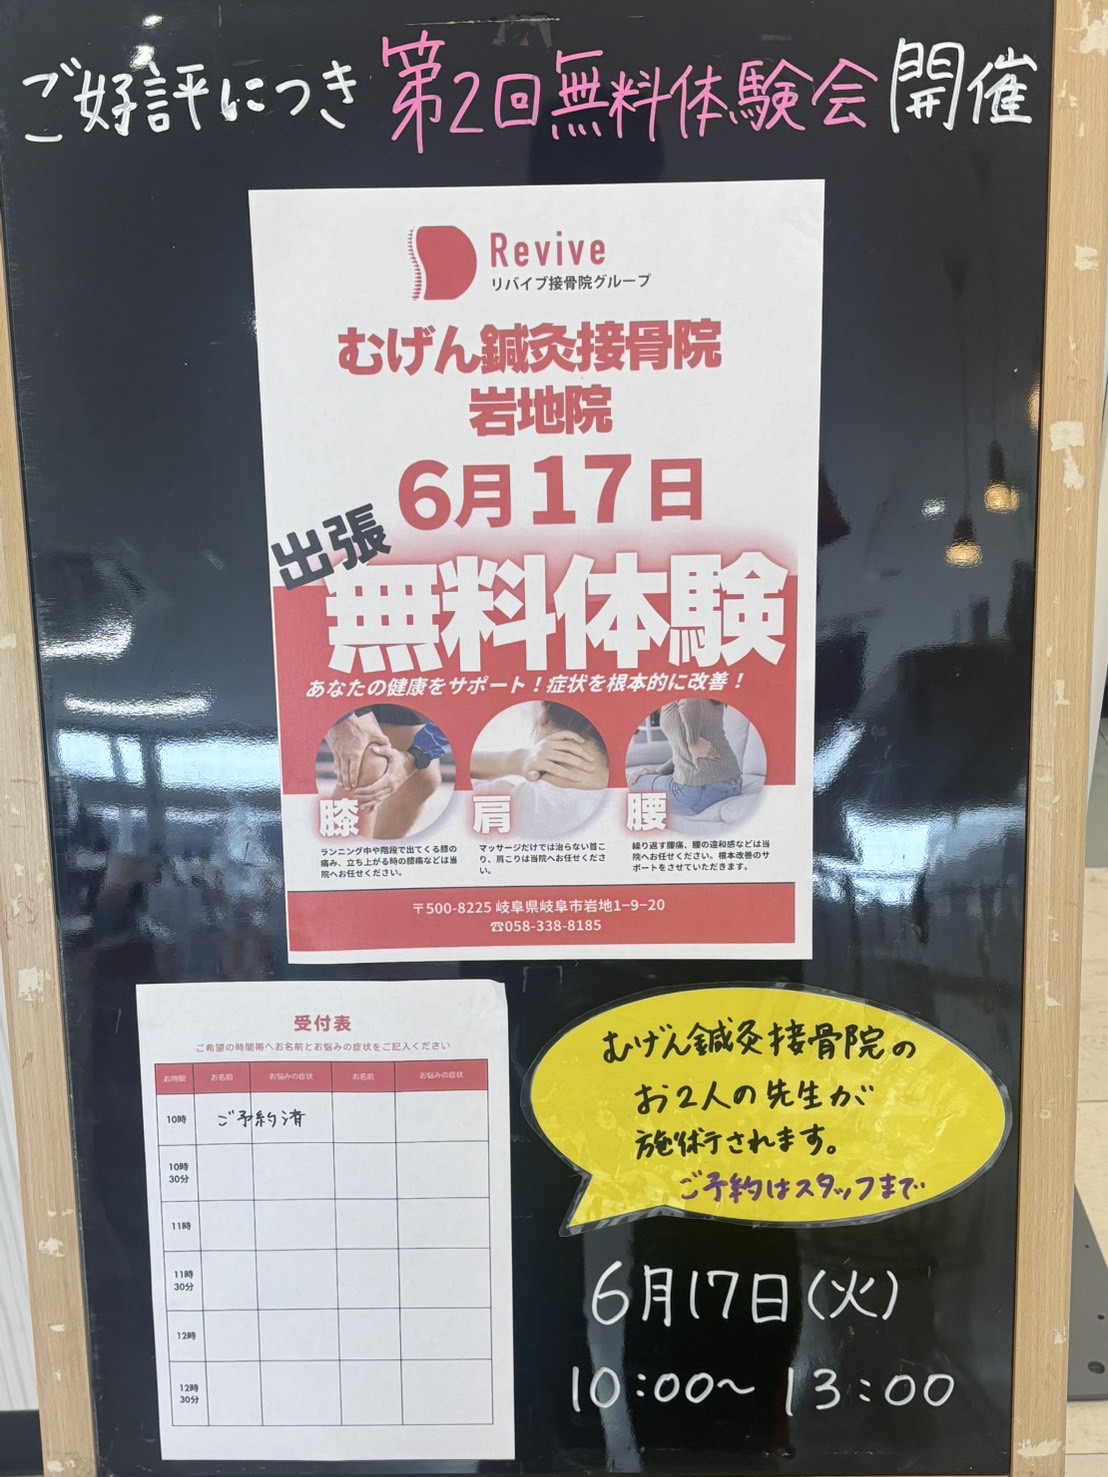 ご好評につき 第2回無料体験会 開催
Revive
リバイブ接骨院グループ
むげん鍼灸接骨院
岩地院
6月17日
出張
無料体験
あなたの健康をサポート！症状を根本的に改善！
膝
ランニング中や階段で出てくる膝の
痛み、立ち上がる時の膝痛などは当
院へお任せください。
肩
マッサージだけでは治らない首こ
り、肩こりは当院へお任せくださ
い。
腰
繰り返す腰痛、腰の違和感などは当
院へお任せください。根本改善のサ
ポートをさせていただきます。
〒500-8225 岐阜県岐阜市岩地1-9-20
☎058-338-8185
受付表
ご希望の時間帯へお名前とお悩みの症状をご記入ください
お時間 お名前 お悩みの症状 お名前 お悩みの症状
10時 ご予約済
10時
30分
11時
11時
30分
12時
12時
30分
むげん鍼灸接骨院の
お2人の先生が
施術されます。
ご予約はスタッフまで
6月17日(火)
10:00〜13:00